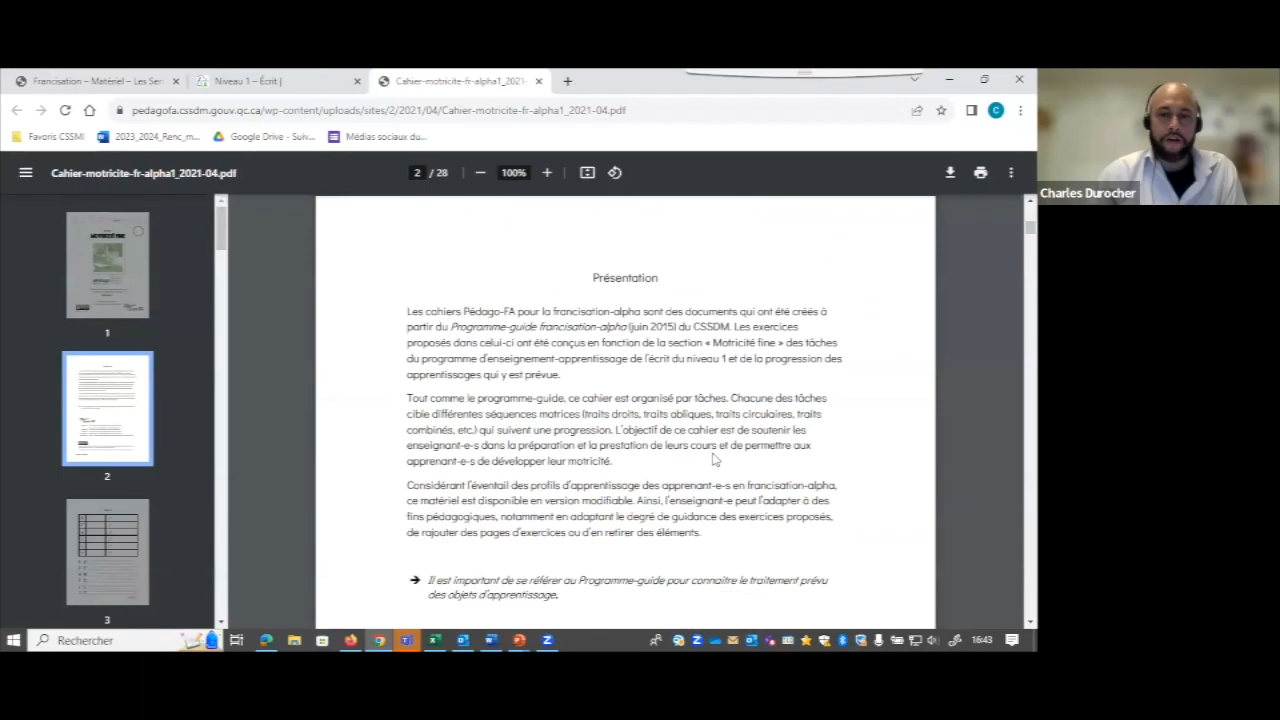 Francisation – Matériel – Les Ser
Niveau 1 – Écrit |
Cahier-motricite-fr-alpha1_2021-
pedagofa.cssdm.gouv.qc.ca/wp-content/uploads/sites/2/2021/04/Cahier-motricite-fr-alpha1_2021-04.pdf
C
Favoris CSSMI
2023_2024_Renc_m...
Google Drive - Suiv...
Médias sociaux du...
Cahier-motricite-fr-alpha1_2021-04.pdf
2 / 28
100%
Charles Durocher
1
2
3
Présentation
Les cahiers Pédago-FA pour la francisation-alpha sont des documents qui ont été créés à
partir du Programme-guide francisation-alpha (juin 2015) du CSSDM. Les exercices
proposés dans celui-ci ont été conçus en fonction de la section « Motricité fine » des tâches
du programme d'enseignement-apprentissage de l'écrit du niveau 1 et de la progression des
apprentissages qui y est prévue.
Tout comme le programme-guide, ce cahier est organisé par tâches. Chacune des tâches
cible différentes séquences motrices (traits droits, traits obliques, traits circulaires, traits
combinés, etc.) qui suivent une progression. L'objectif de ce cahier est de soutenir les
enseignant-e-s dans la préparation et la prestation de leurs cours et de permettre aux
apprenant-e-s de développer leur motricité.
Considérant l'éventail des profils d'apprentissage des apprenant-e-s en francisation-alpha,
ce matériel est disponible en version modifiable. Ainsi, l'enseignant-e peut l'adapter à des
fins pédagogiques, notamment en adaptant le degré de guidance des exercices proposés,
de rajouter des pages d'exercices ou d'en retirer des éléments.
➔ Il est important de se référer au Programme-guide pour connaitre le traitement prévu
des objets d'apprentissage.
Rechercher
16:43